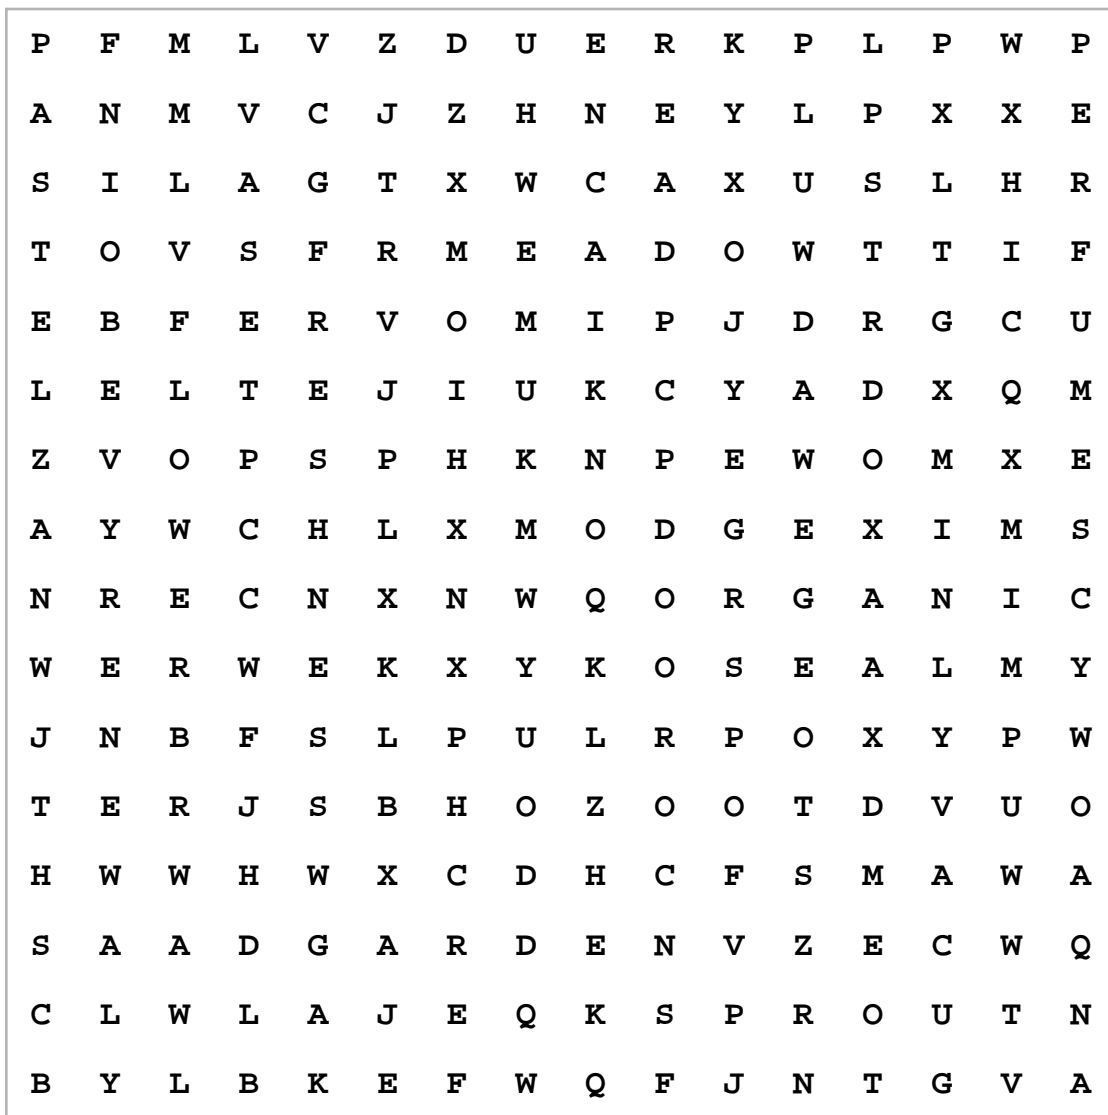 P F M L V Z D U E R K P L P W P
A N M V C J Z H N E Y L P X X E
S I L A G T X W C A X U S L H R
T O V S F R M E A D O W T T I F
E B F E R V O M I P J D R G C U
L E L T E J I U K C Y A D X Q M
Z V O P S P H K N P E W O M X E
A Y W C H L X M O D G E X I M S
N R E C N X N W Q O R G A N I C
W E R W E K X Y K O S E A L M Y
J N B F S L P U L R P O X Y P W
T E R J S B H O Z O O T D V U O
H W W H W X C D H C F S M A W A
S A A D G A R D E N V Z E C W Q
C L W L A J E Q K S P R O U T N
B Y L B K E F W Q F J N T G V A